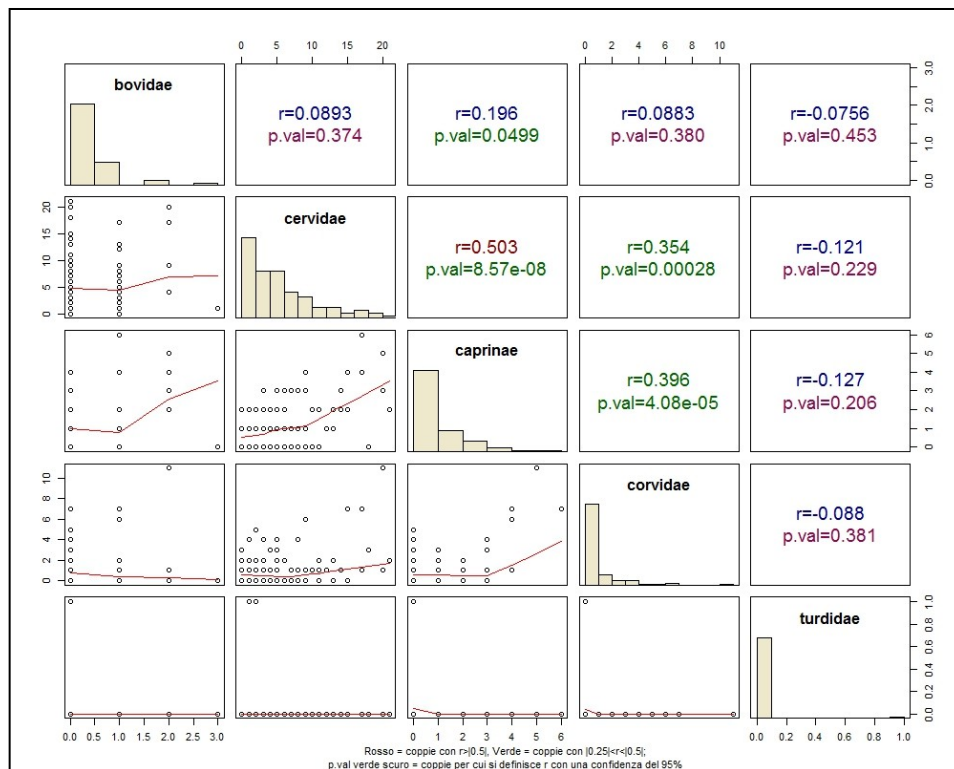 0 5 10 15 20 0 2 4 6 8 10
bovidae
r=0.0893
p.val=0.374
r=0.196
p.val=0.0499
r=0.0883
p.val=0.380
r=-0.0756
p.val=0.453
0.0 1.0 2.0 3.0
0 5 10 15 20
cervidae
r=0.503
p.val=8.57e-08
r=0.354
p.val=0.00028
r=-0.121
p.val=0.229
caprinae
r=0.396
p.val=4.08e-05
r=-0.127
p.val=0.206
0 1 2 3 4 5 6
0 2 4 6 8 10
corvidae
r=-0.088
p.val=0.381
turdidae
0.0 0.2 0.4 0.6 0.8 1.0
0.0 0.5 1.0 1.5 2.0 2.5 3.0 0 1 2 3 4 5 6 0.0 0.2 0.4 0.6 0.8 1.0
Rosso = coppie con r>|0.5|, Verde = coppie con |0.25|<r<|0.5|;
p.val verde scuro = coppie per cui si definisce r con una confidenza del 95%